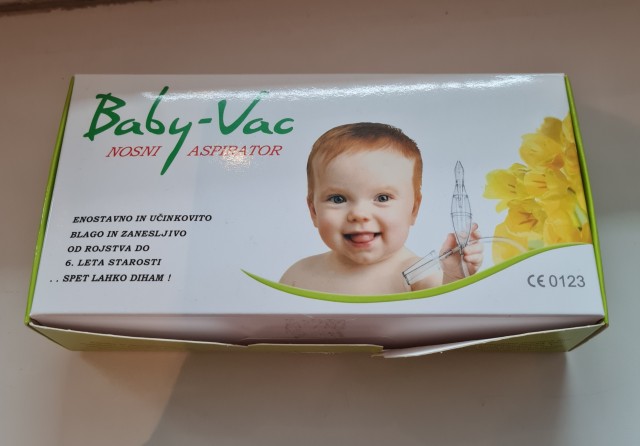 Baby-Vac
NOSNI ASPIRATOR
ENOSTAVNO IN UČINKOVITO
BLAGO IN ZANESLJIVO
OD ROJSTVA DO
6. LETA STAROSTI
. . SPET LAHKO DIHAM !
CE 0123